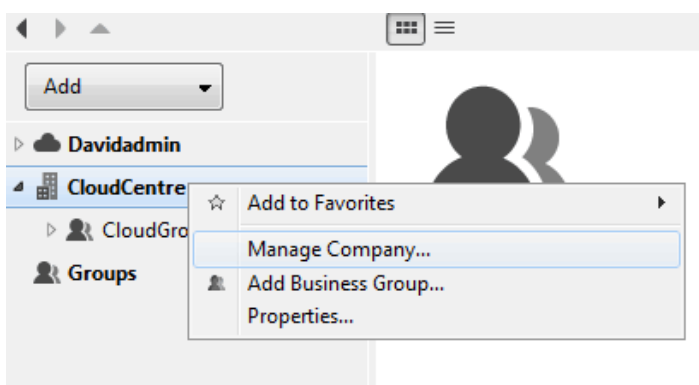 Add
Davidadmin
CloudCentre
CloudGro
Groups
Add to Favorites
Manage Company...
Add Business Group...
Properties...